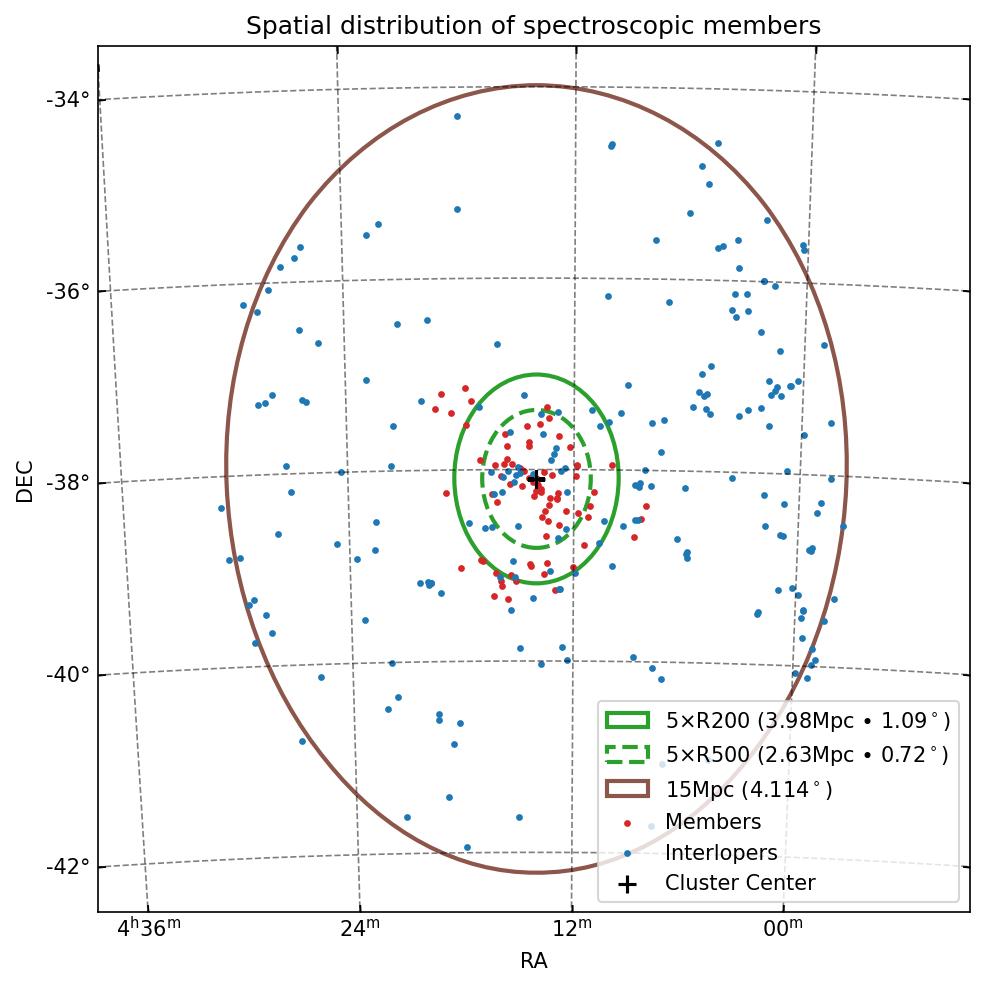 Spatial distribution of spectroscopic members
-34°
-36°
-38°
-40°
-42°
DEC
5×R200 (3.98Mpc • 1.09°)
5×R500 (2.63Mpc • 0.72°)
15Mpc (4.114°)
Members
Interlopers
Cluster Center
4ʰ36ᵐ 24ᵐ 12ᵐ 00ᵐ
RA